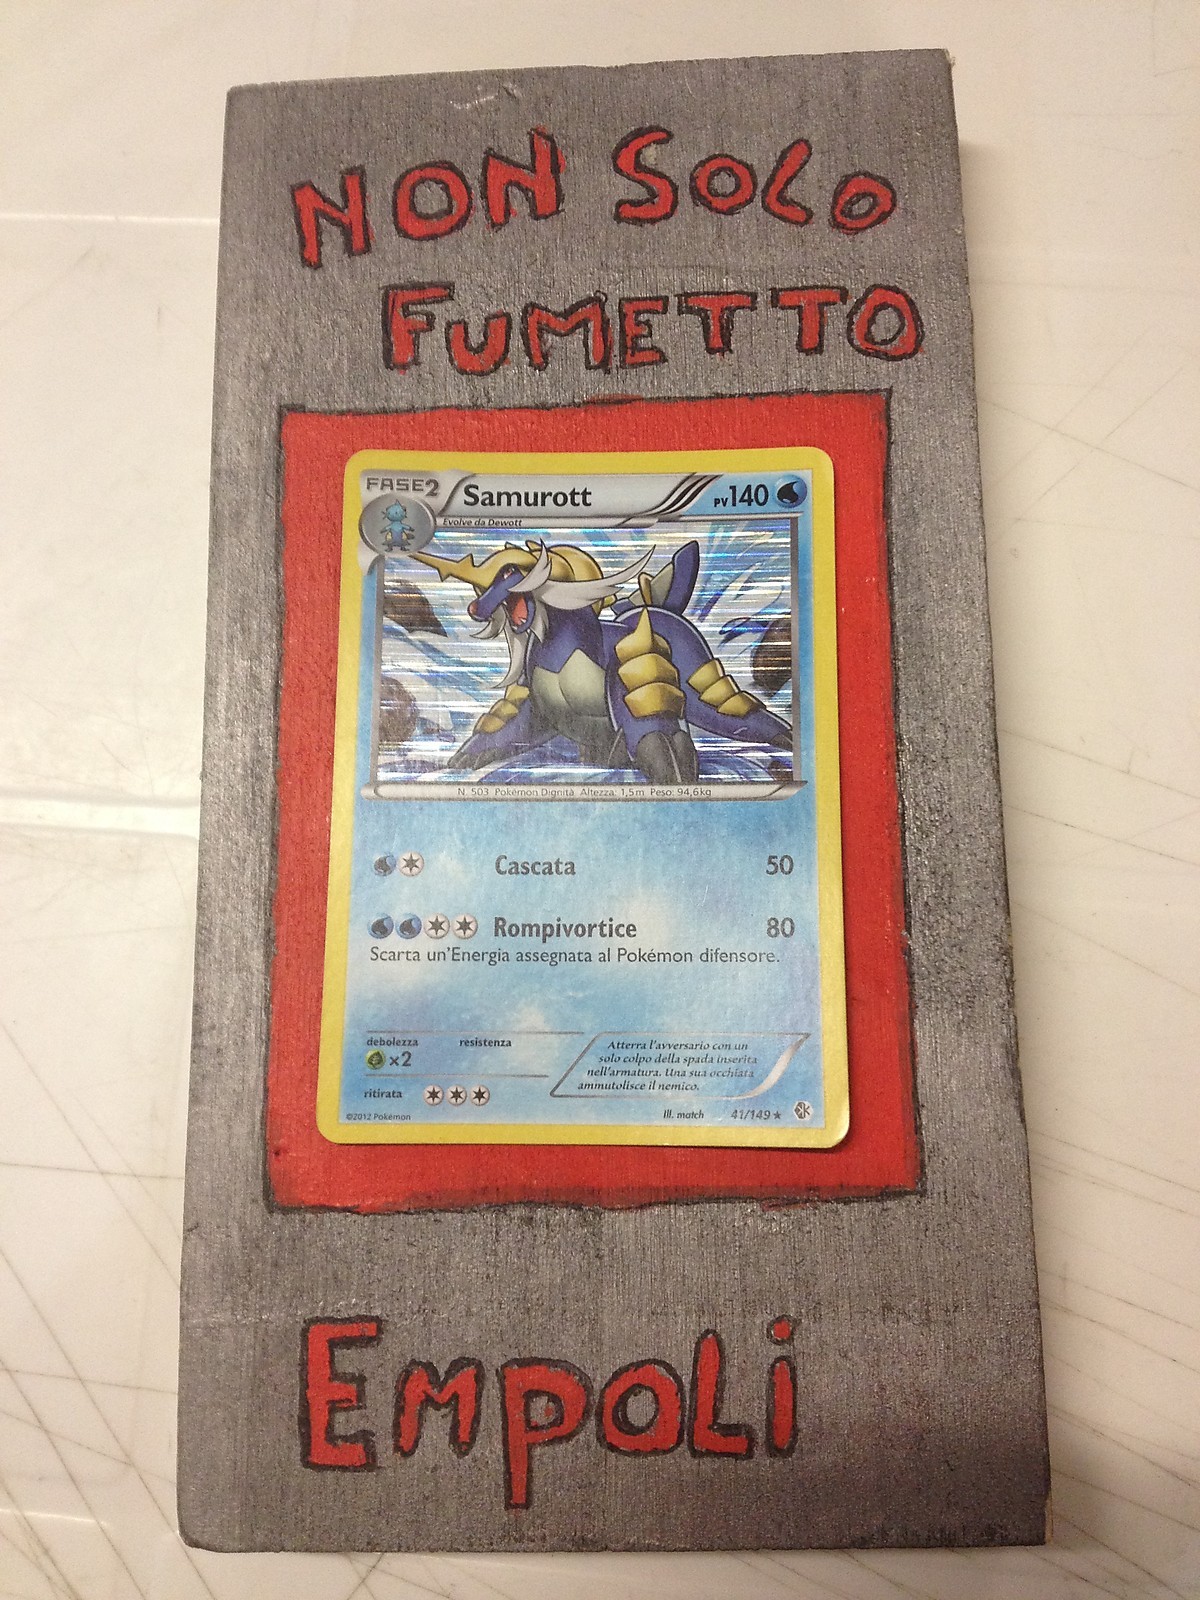 NON SOLO
FUMETTO
FASE2 Samurott PV140
Evolve da Dewott
N. 503 Pokémon Dignità Altezza: 1,5m Peso: 94,6kg
Cascata 50
Rompivortice 80
Scarta un'Energia assegnata al Pokémon difensore.
debolezza resistenza
×2
ritirata
Atterra l'avversario con un
solo colpo della spada inserita
nell'armatura. Una sua occhiata
ammutolisce il nemico.
©2012 Pokémon Ill. match 41/149 ★
EMPOLi